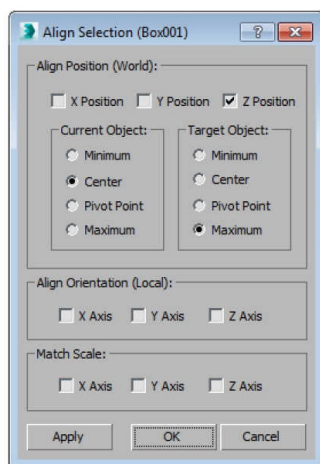 Align Selection (Box001)
Align Position (World):
X Position Y Position Z Position
Current Object: Target Object:
Minimum Minimum
Center Center
Pivot Point Pivot Point
Maximum Maximum
Align Orientation (Local):
X Axis Y Axis Z Axis
Match Scale:
X Axis Y Axis Z Axis
Apply OK Cancel